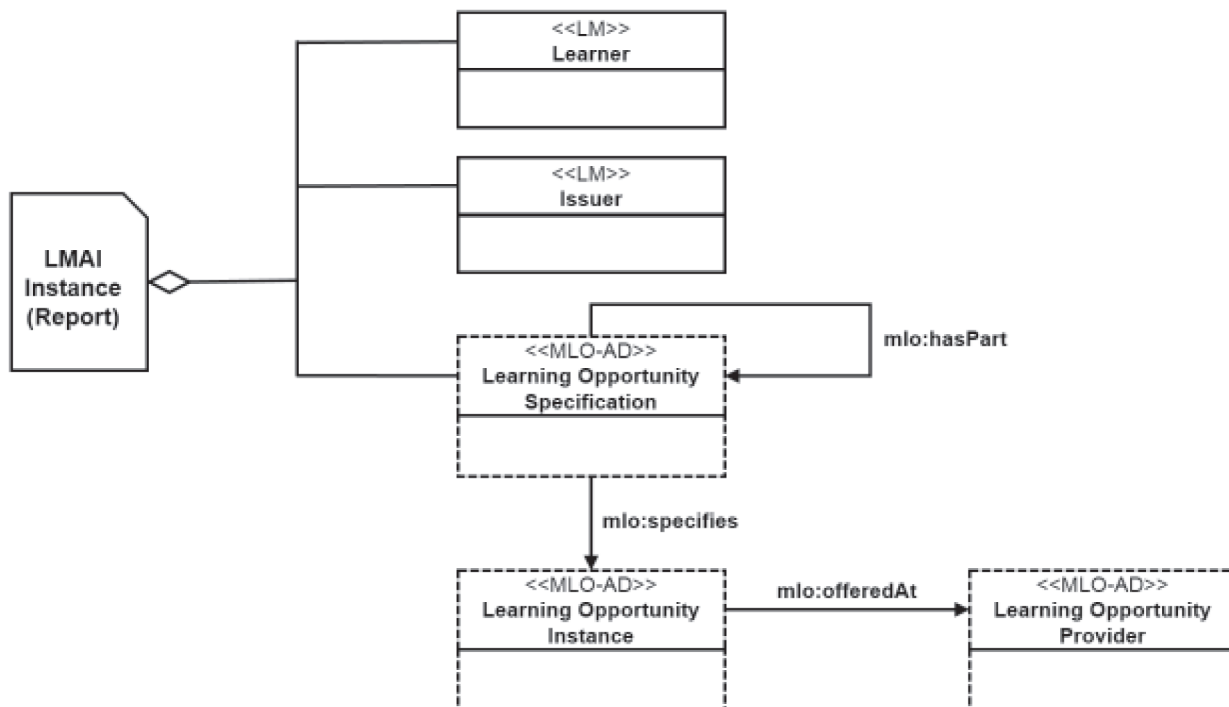 <<LM>>
Learner
<<LM>>
Issuer
LMAI
Instance
(Report)
mlo:hasPart
<<MLO-AD>>
Learning Opportunity
Specification
mlo:specifies
<<MLO-AD>>
Learning Opportunity
Instance
mlo:offeredAt
<<MLO-AD>>
Learning Opportunity
Provider